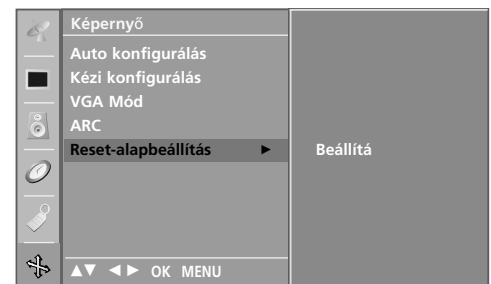 Képernyő
Auto konfigurálás
Kézi konfigurálás
VGA Mód
ARC
Reset-alapbeállítás ► Beállítá
▲▼ ◄► OK MENU